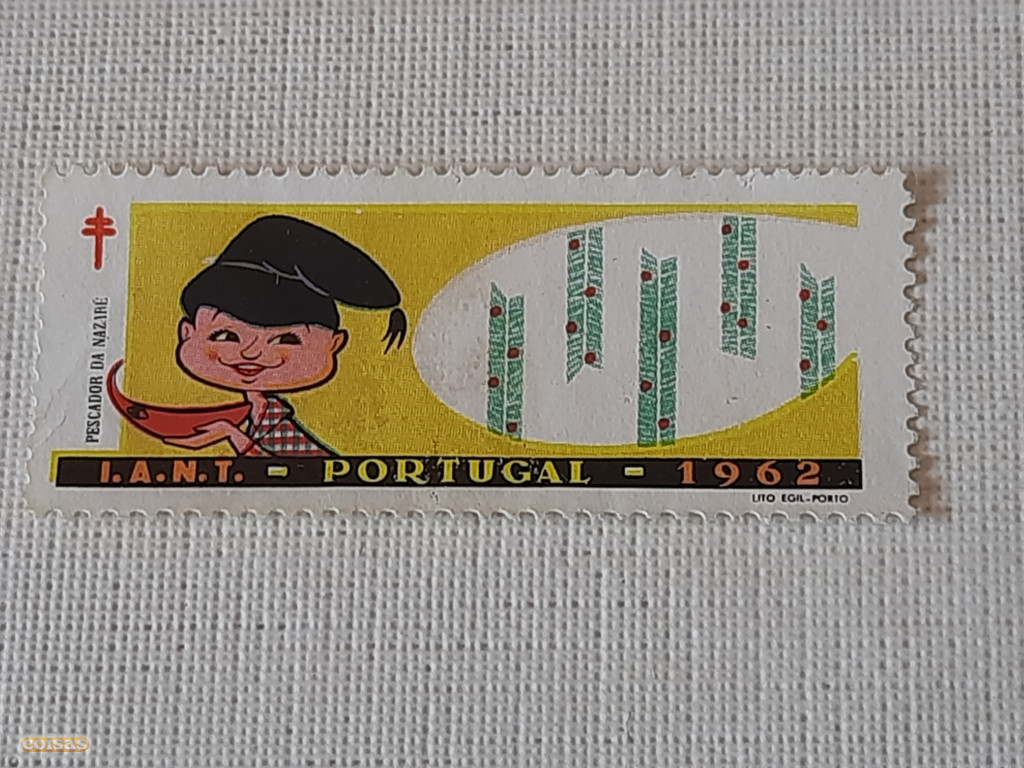 PESCADOR DA NAZARÉ
I.A.N.T. - PORTUGAL - 1962
LITO EGIL-PORTO
coisas